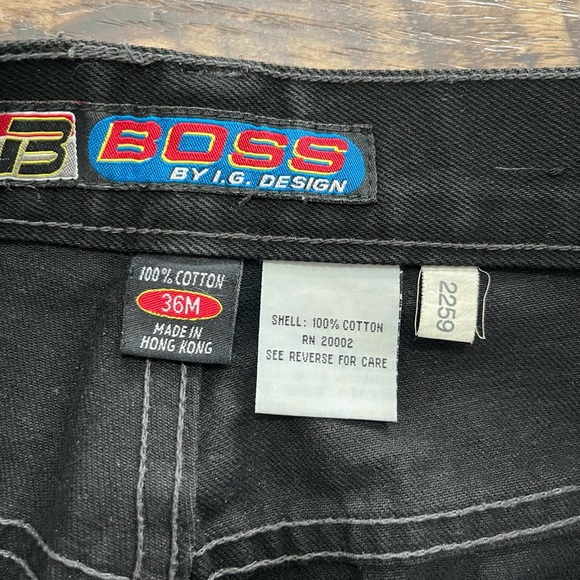 B BOSS
BY I.G. DESIGN
100% COTTON
36M
MADE IN
HONG KONG
SHELL: 100% COTTON
RN 20002
SEE REVERSE FOR CARE
2259